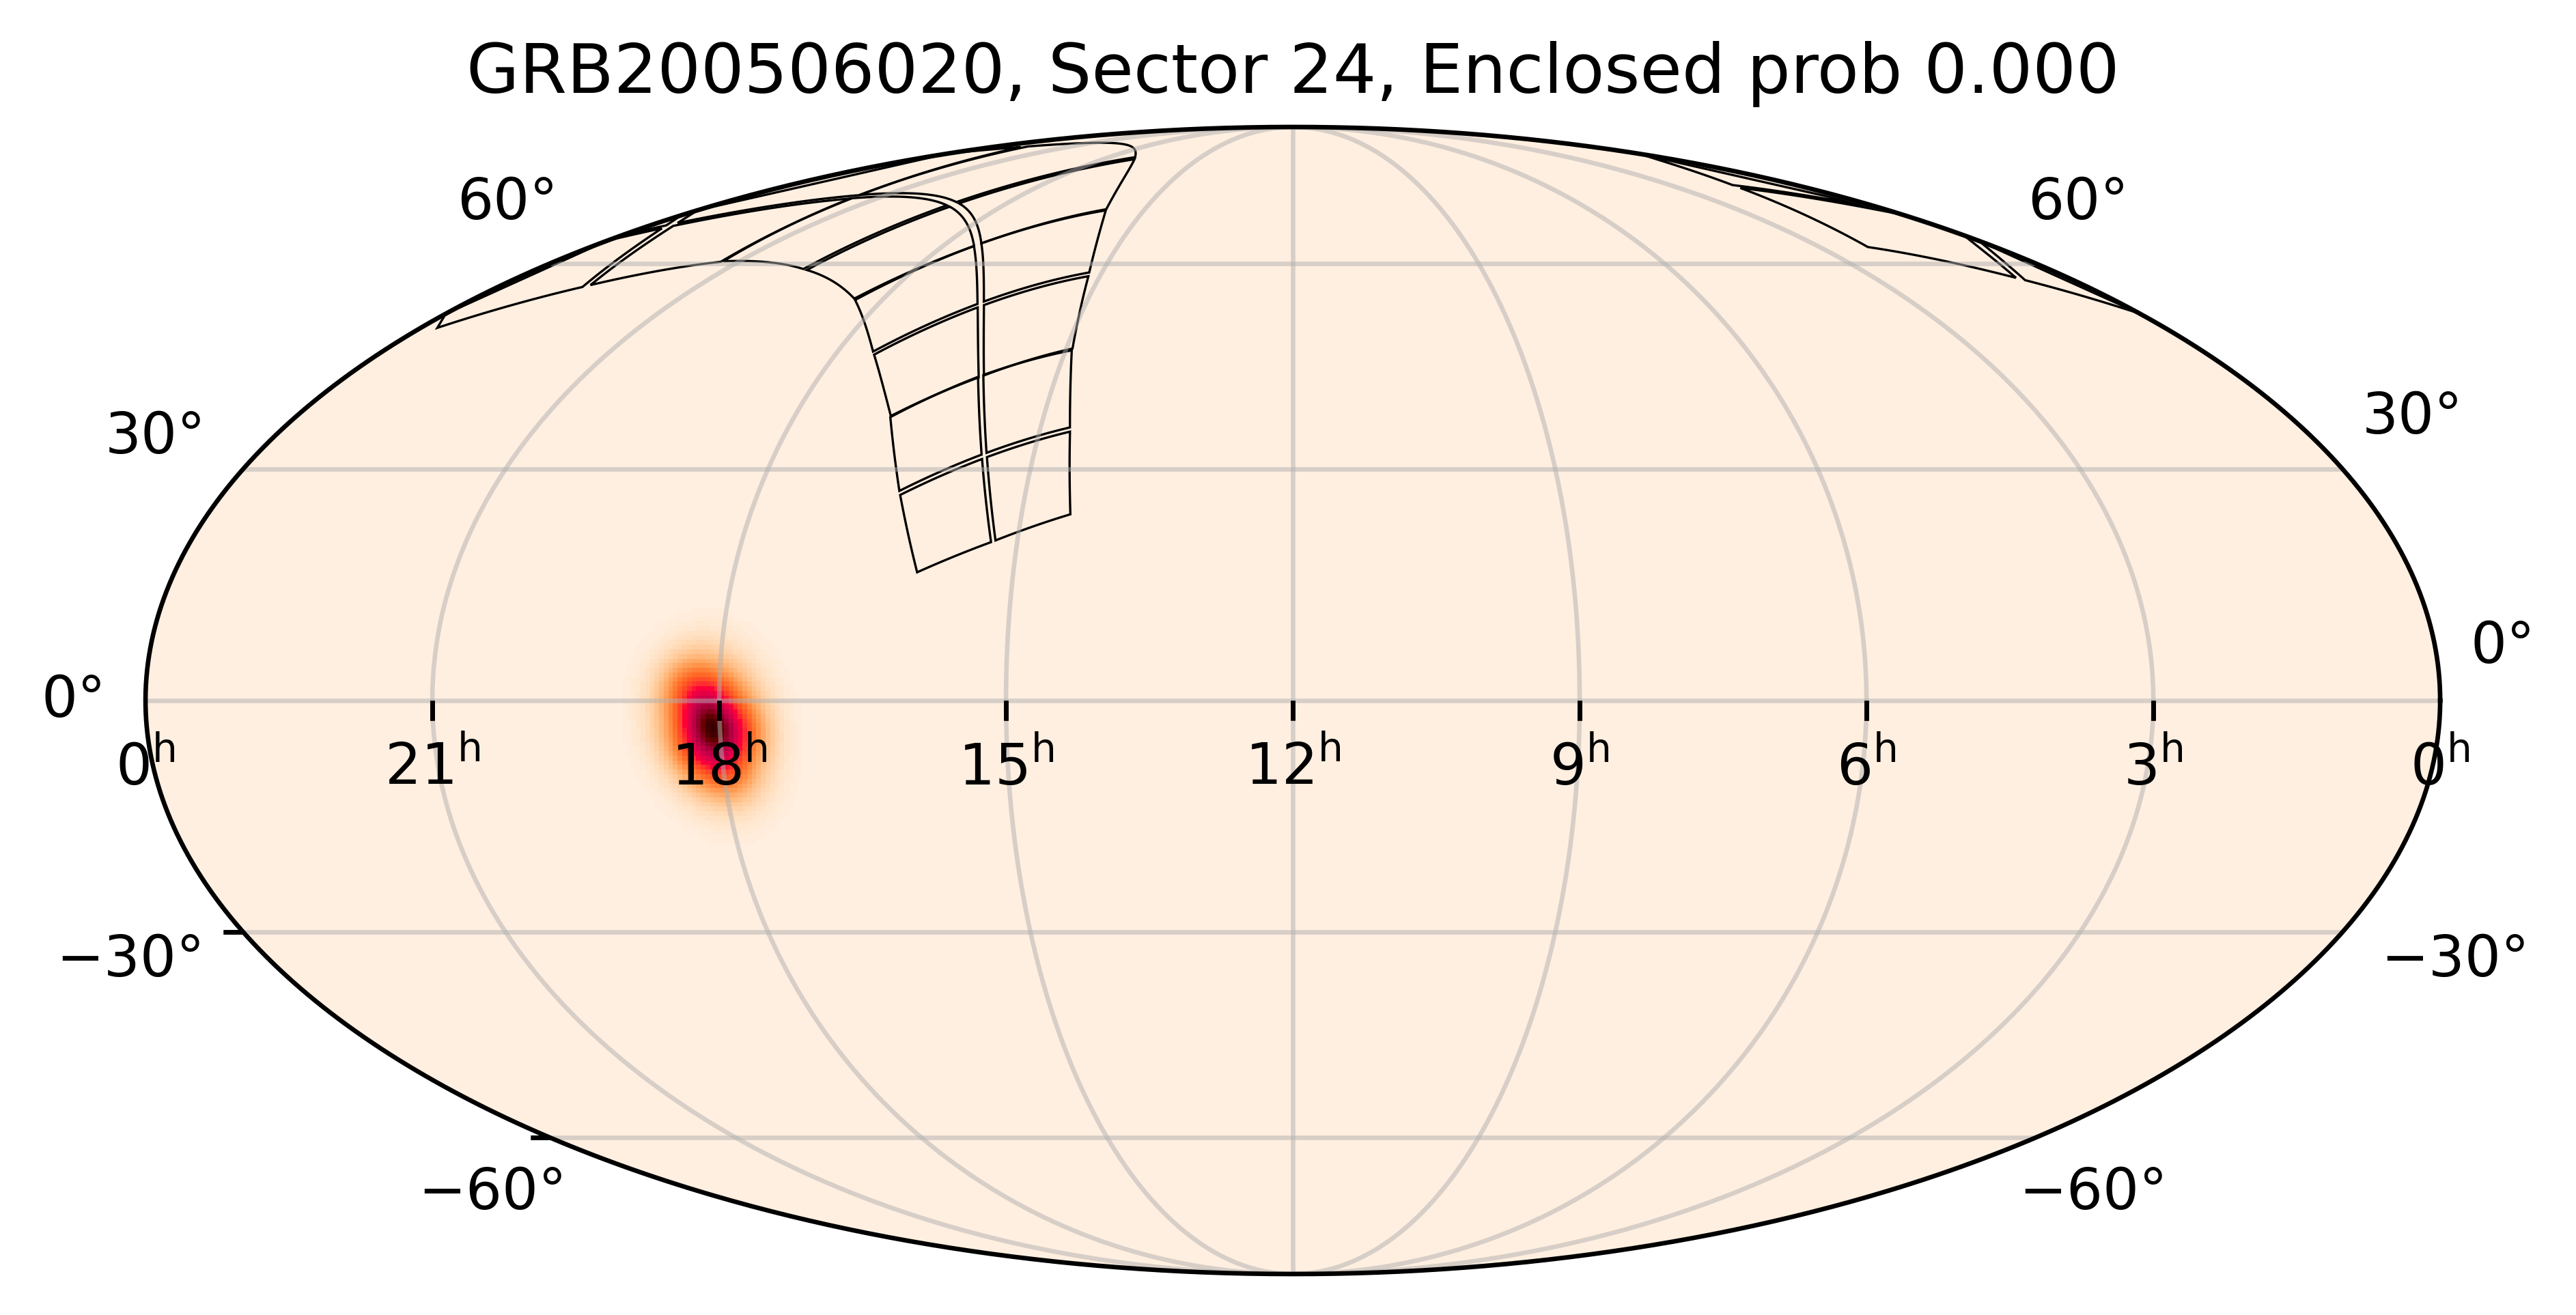 GRB200506020, Sector 24, Enclosed prob 0.000
60° 60°
30° 30°
0° 0°
0ʰ 21ʰ 18ʰ 15ʰ 12ʰ 9ʰ 6ʰ 3ʰ 0ʰ
−30° −30°
−60° −60°